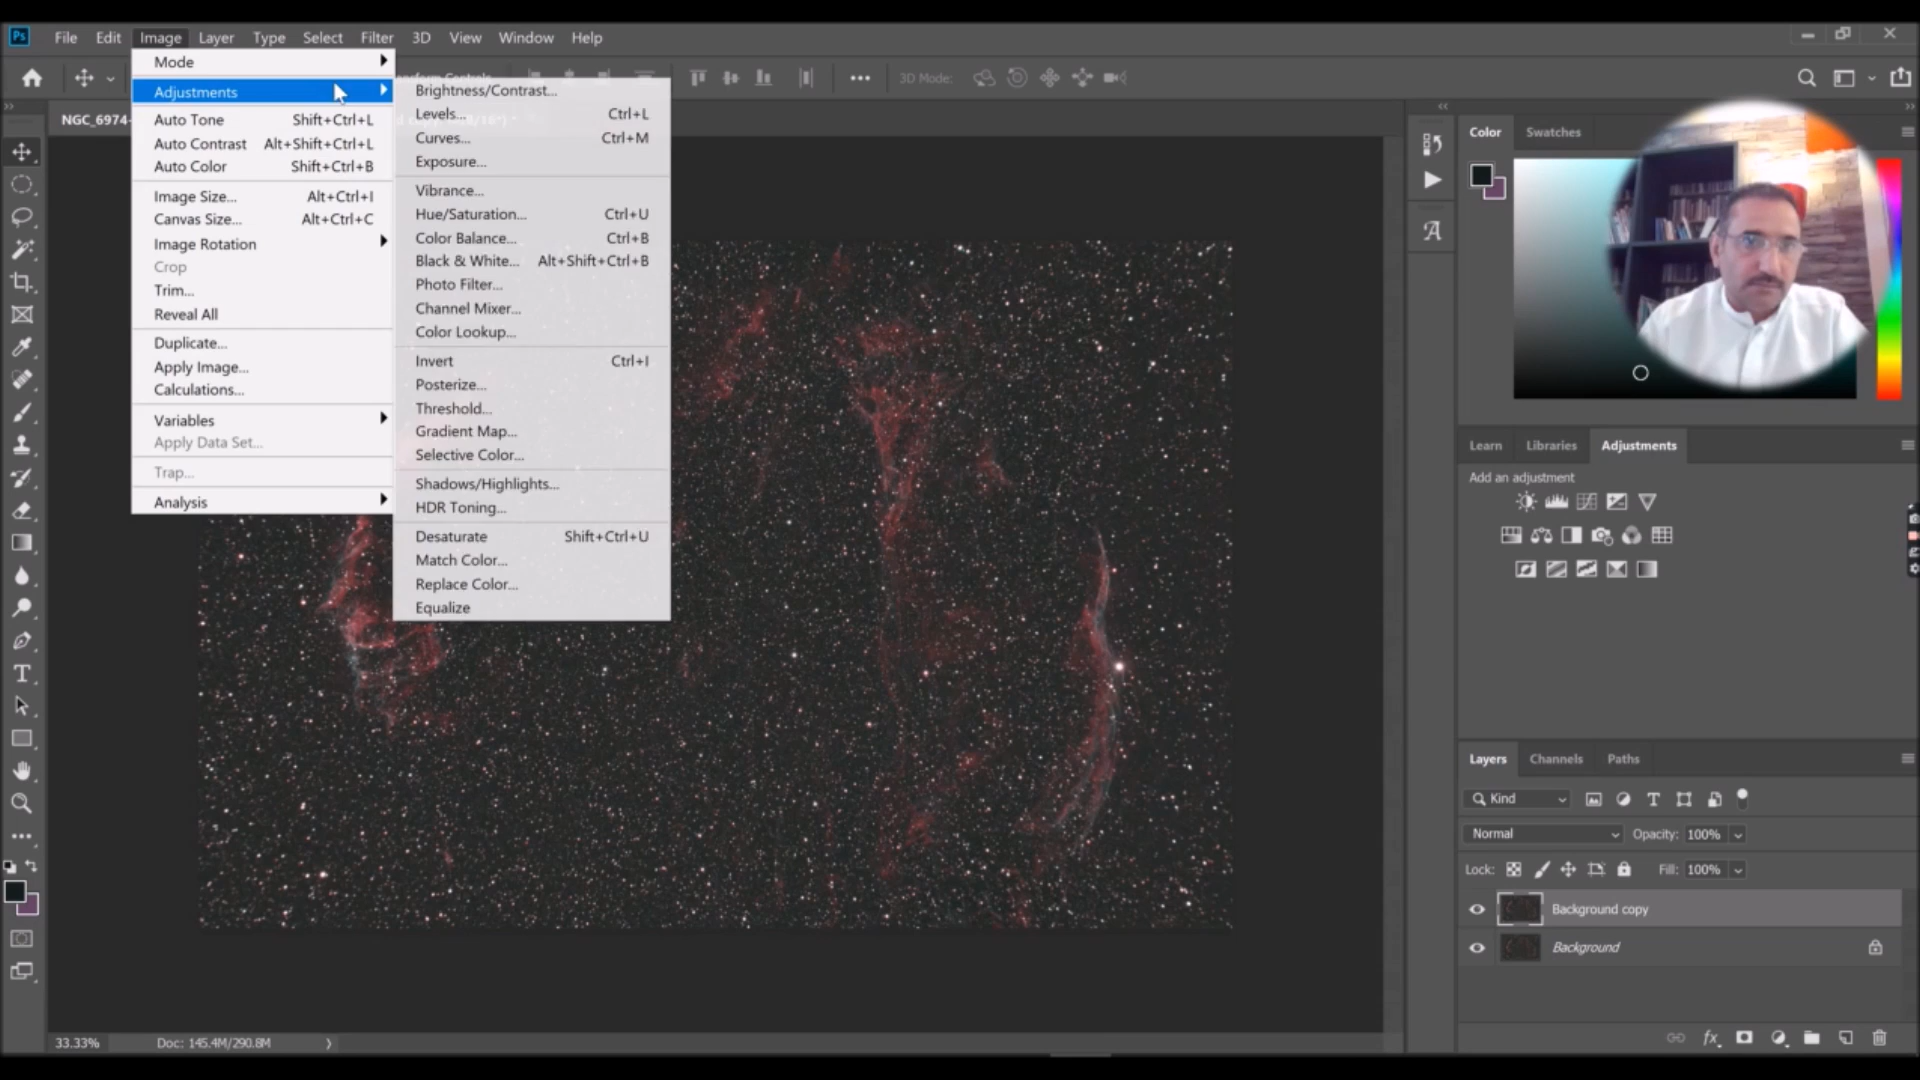 Ps File Edit Image Layer Type Select Filter 3D View Window Help
3D Mode:
NGC_6974-
Mode
Adjustments
Auto Tone Shift+Ctrl+L
Auto Contrast Alt+Shift+Ctrl+L
Auto Color Shift+Ctrl+B
Image Size... Alt+Ctrl+I
Canvas Size... Alt+Ctrl+C
Image Rotation
Crop
Trim...
Reveal All
Duplicate...
Apply Image...
Calculations...
Variables
Apply Data Set...
Trap...
Analysis
Brightness/Contrast...
Levels... Ctrl+L
Curves... Ctrl+M
Exposure...
Vibrance...
Hue/Saturation... Ctrl+U
Color Balance... Ctrl+B
Black & White... Alt+Shift+Ctrl+B
Photo Filter...
Channel Mixer...
Color Lookup...
Invert Ctrl+I
Posterize...
Threshold...
Gradient Map...
Selective Color...
Shadows/Highlights...
HDR Toning...
Desaturate Shift+Ctrl+U
Match Color...
Replace Color...
Equalize
Color Swatches
Learn Libraries Adjustments
Add an adjustment
Layers Channels Paths
Kind
Normal Opacity: 100%
Lock: Fill: 100%
Background copy
Background
fx
33.33% Doc: 145.4M/290.8M